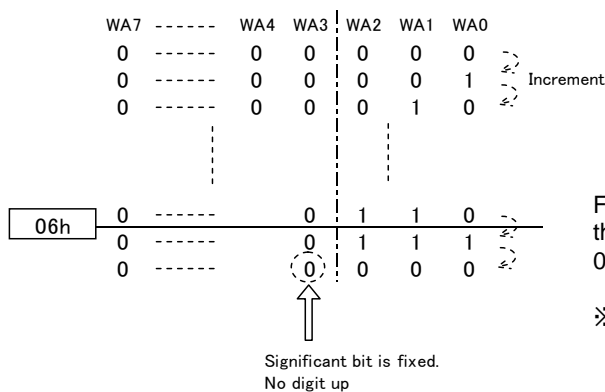 WA7 ------ WA4 WA3 WA2 WA1 WA0
0 ------ 0 0 0 0 0
0 ------ 0 0 0 0 1 Increment
0 ------ 0 0 0 1 0
06h
0 ------ 0 1 1 0
0 ------ 0 1 1 1
0 ------ 0 0 0 0
Significant bit is fixed.
No digit up
F
th
0
※